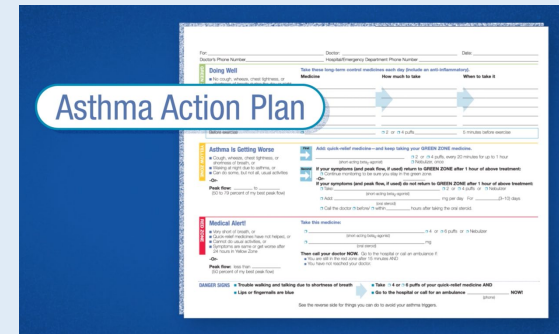 For: Doctor: Date:
Doctor's Phone Number Hospital/Emergency Department Phone Number
Doing Well
No cough, wheeze, chest tightness, or
Take these long-term control medicines each day (include an anti-inflammatory).
Medicine How much to take When to take it
Asthma Action Plan
Before exercise 2 or 4 puffs 5 minutes before exercise
Asthma Is Getting Worse
Cough, wheeze, chest tightness, or
shortness of breath, or
Waking at night due to asthma, or
Can do some, but not all, usual activities
-Or-
Peak flow: to
(50 to 79 percent of my best peak flow)
First
Add: quick-relief medicine—and keep taking your GREEN ZONE medicine.
2 or 4 puffs, every 20 minutes for up to 1 hour
(short-acting beta2-agonist) Nebulizer, once
Second
If your symptoms (and peak flow, if used) return to GREEN ZONE after 1 hour of above treatment:
Continue monitoring to be sure you stay in the green zone.
-Or-
If your symptoms (and peak flow, if used) do not return to GREEN ZONE after 1 hour of above treatment:
Take: 2 or 4 puffs or Nebulizer
(short-acting beta2-agonist)
Add: mg per day For (3–10) days
(oral steroid)
Call the doctor before/ within hours after taking the oral steroid.
Medical Alert!
Very short of breath, or
Quick-relief medicines have not helped, or
Cannot do usual activities, or
Symptoms are same or get worse after
24 hours in Yellow Zone
-Or-
Peak flow: less than
(50 percent of my best peak flow)
Take this medicine:
4 or 6 puffs or Nebulizer
(short-acting beta2-agonist)
mg
(oral steroid)
Then call your doctor NOW. Go to the hospital or call an ambulance if:
You are still in the red zone after 15 minutes AND
You have not reached your doctor.
DANGER SIGNS Trouble walking and talking due to shortness of breath
Lips or fingernails are blue
Take 4 or 6 puffs of your quick-relief medicine AND
Go to the hospital or call for an ambulance NOW!
(phone)
See the reverse side for things you can do to avoid your asthma triggers.